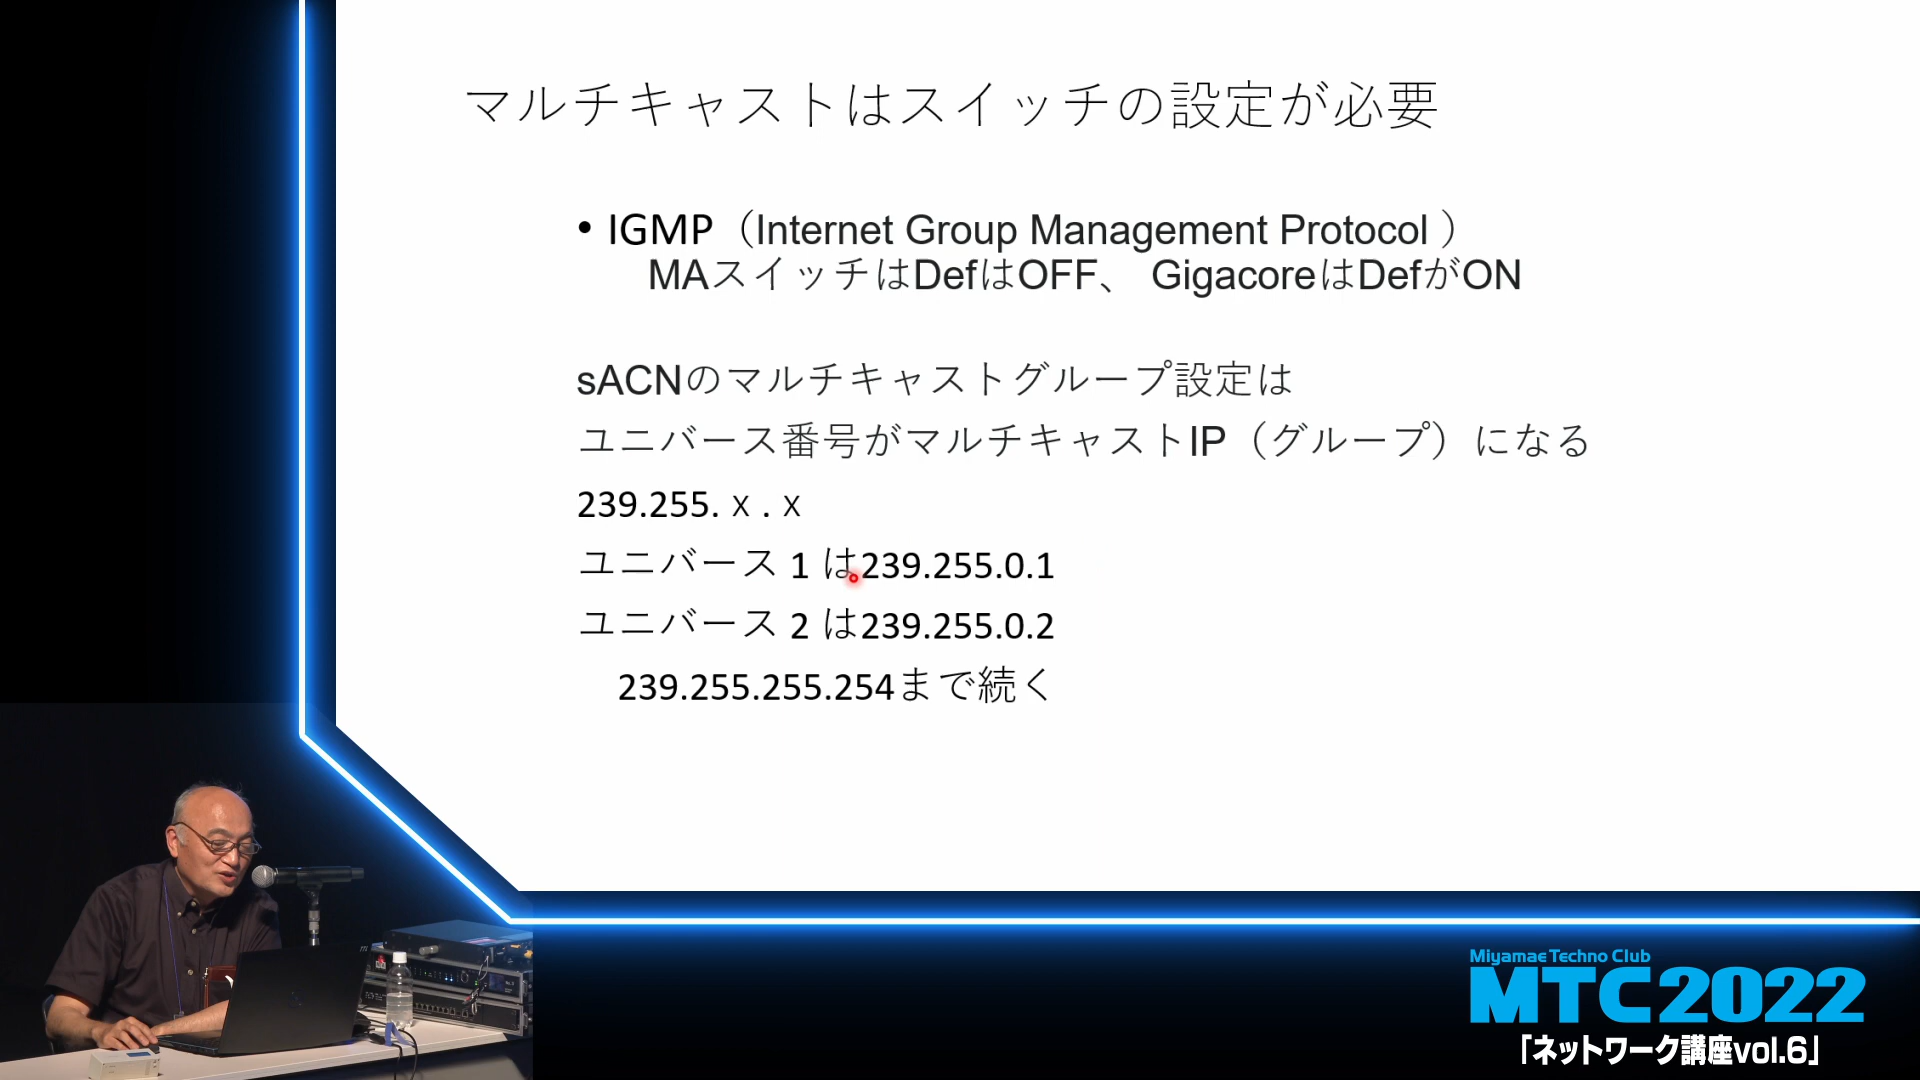 マルチキャストはスイッチの設定が必要
• IGMP（Internet Group Management Protocol ）
MAスイッチはDefはOFF、 GigacoreはDefがON
sACNのマルチキャストグループ設定は
ユニバース番号がマルチキャストIP（グループ）になる
239.255.ｘ.ｘ
ユニバース 1 は239.255.0.1
ユニバース 2 は239.255.0.2
239.255.255.254まで続く
Miyamae Techno Club
MTC2022
「ネットワーク講座vol.6」